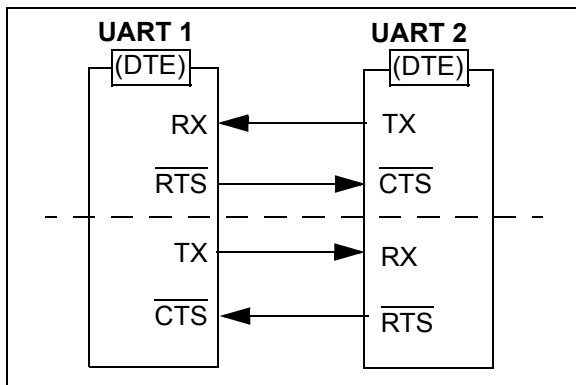 UART 1 UART 2
(DTE) (DTE)
RX TX
RTS CTS
TX RX
CTS RTS